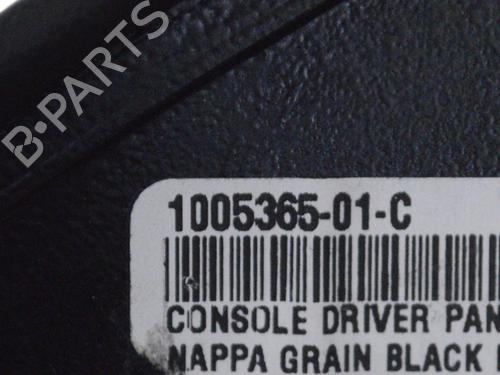 B-PARTS
1005365-01-C
CONSOLE DRIVER PAN
NAPPA GRAIN BLACK